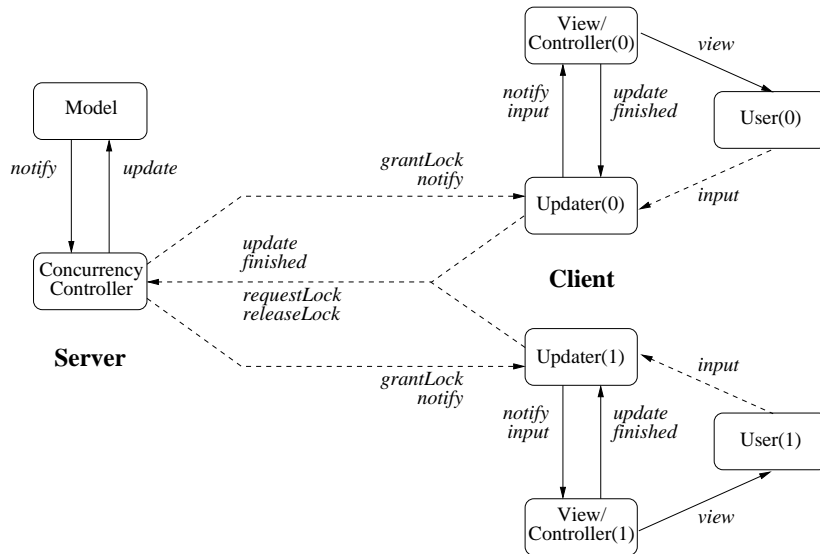 View/
Controller(0)
view
notify
input
update
finished
User(0)
Model
notify
update
grantLock
notify
Updater(0)
input
update
finished
Concurrency
Controller
Client
requestLock
releaseLock
Server
Updater(1)
input
grantLock
notify
notify
input
update
finished
User(1)
View/
Controller(1)
view